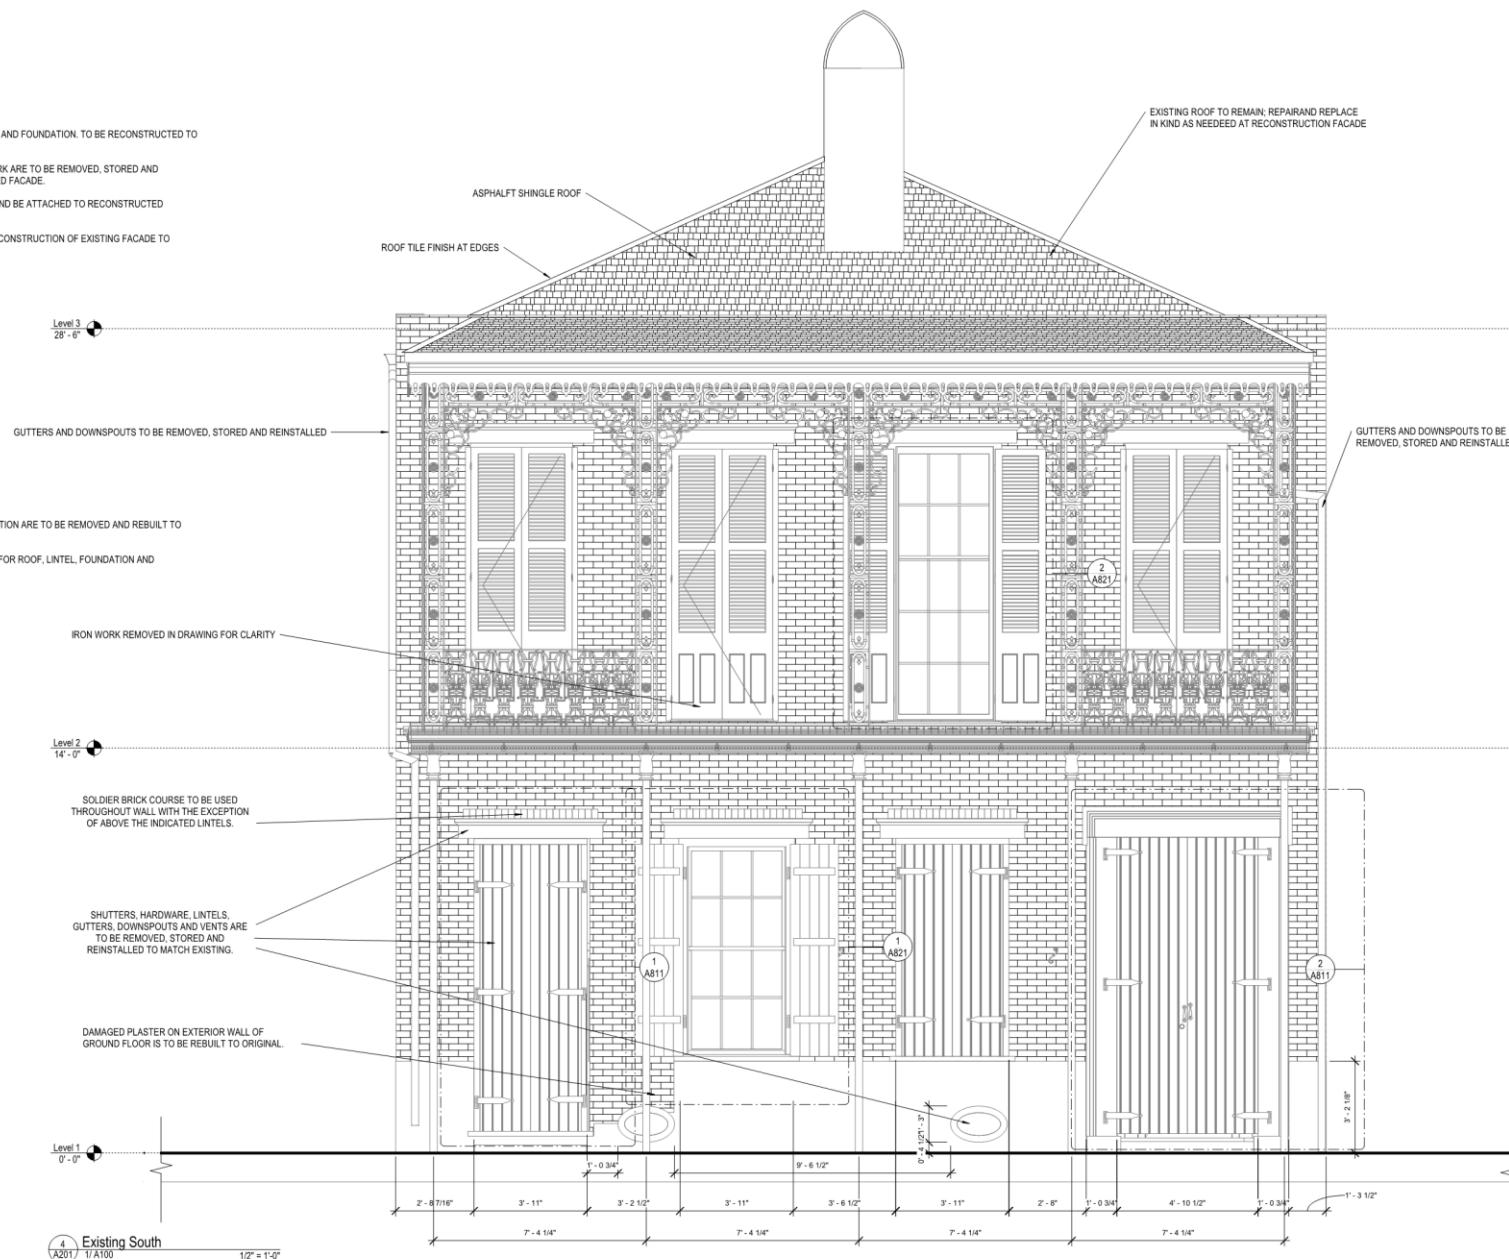 AND FOUNDATION. TO BE RECONSTRUCTED TO
RK ARE TO BE REMOVED, STORED AND
D FACADE.
ND BE ATTACHED TO RECONSTRUCTED
CONSTRUCTION OF EXISTING FACADE TO
EXISTING ROOF TO REMAIN; REPAIRAND REPLACE
IN KIND AS NEEDEED AT RECONSTRUCTION FACADE
ASPHALFT SHINGLE ROOF
ROOF TILE FINISH AT EDGES
Level 3
28' - 6"
GUTTERS AND DOWNSPOUTS TO BE REMOVED, STORED AND REINSTALLED
GUTTERS AND DOWNSPOUTS TO BE
REMOVED, STORED AND REINSTALLE
TION ARE TO BE REMOVED AND REBUILT TO
FOR ROOF, LINTEL, FOUNDATION AND
2
A821
IRON WORK REMOVED IN DRAWING FOR CLARITY
Level 2
14' - 0"
SOLDIER BRICK COURSE TO BE USED
THROUGHOUT WALL WITH THE EXCEPTION
OF ABOVE THE INDICATED LINTELS.
SHUTTERS, HARDWARE, LINTELS,
GUTTERS, DOWNSPOUTS AND VENTS ARE
TO BE REMOVED, STORED AND
REINSTALLED TO MATCH EXISTING.
1
A811
1
A821
2
A811
DAMAGED PLASTER ON EXTERIOR WALL OF
GROUND FLOOR IS TO BE REBUILT TO ORIGINAL.
1' - 3"
0' - 4 1/2"
3' - 2 1/8"
Level 1
0' - 0"
1' - 0 3/4"
9' - 6 1/2"
2' - 8 7/16"
3' - 11"
3' - 2 1/2"
3' - 11"
3' - 6 1/2"
3' - 11"
2' - 8"
1' - 0 3/4"
4' - 10 1/2"
1' - 0 3/4"
1' - 3 1/2"
7' - 4 1/4"
7' - 4 1/4"
7' - 4 1/4"
7' - 4 1/4"
4
A201
Existing South
1/ A100
1/2" = 1'-0"